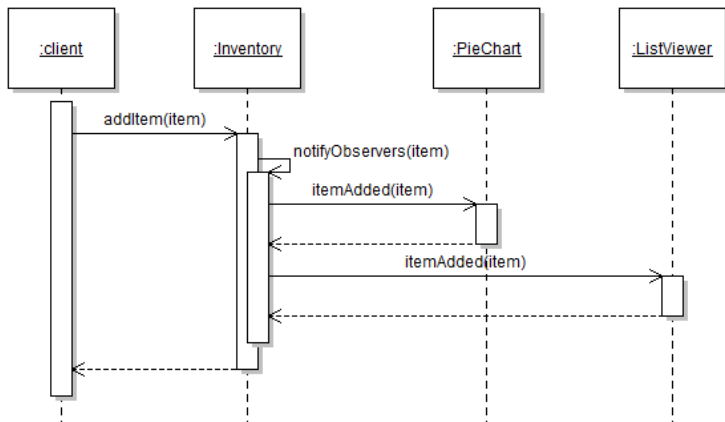 :client
:Inventory
:PieChart
:ListViewer
addItem(item)
notifyObservers(item)
itemAdded(item)
itemAdded(item)